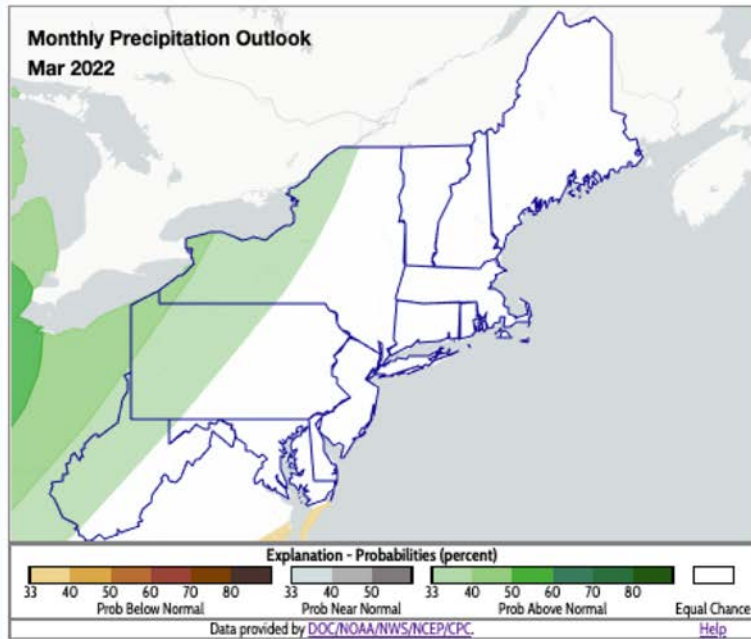 Monthly Precipitation Outlook
Mar 2022
Explanation - Probabilities (percent)
33 40 50 60 70 80 33 40 50 33 40 50 60 70 80
Prob Below Normal Prob Near Normal Prob Above Normal Equal Chance
Data provided by DOC/NOAA/NWS/NCEP/CPC. Help